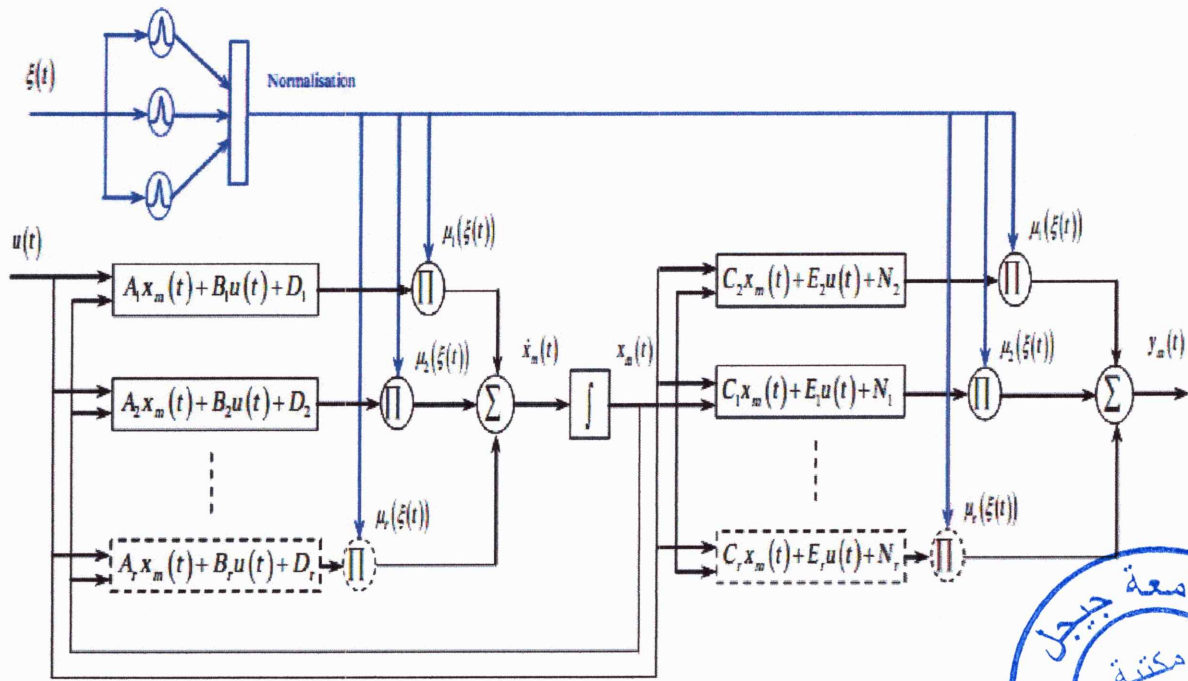 ξ(t)
Normalisation
u(t)
μ₁(ξ(t))
μ₁(ξ(t))
A₁xₘ(t)+B₁u(t)+D₁
∏
C₂xₘ(t)+E₂u(t)+N₂
∏
μ₂(ξ(t))
ẋₘ(t)
xₘ(t)
μ₂(ξ(t))
yₘ(t)
A₂xₘ(t)+B₂u(t)+D₂
∏
∑
∫
C₁xₘ(t)+E₁u(t)+N₁
∏
∑
μᵣ(ξ(t))
μᵣ(ξ(t))
Aᵣxₘ(t)+Bᵣu(t)+Dᵣ
∏
Cᵣxₘ(t)+Eᵣu(t)+Nᵣ
∏
جيجل
مكتبة